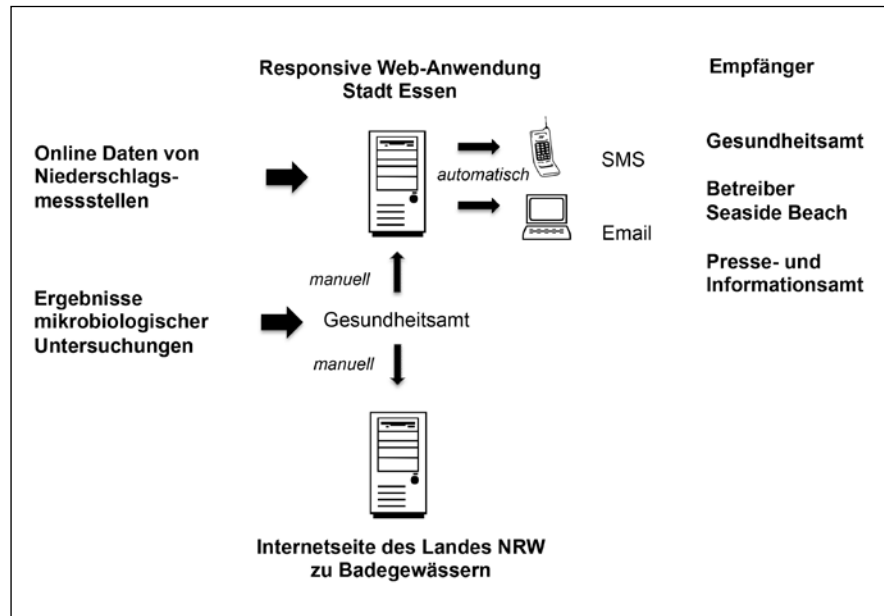 Responsive Web-Anwendung
Stadt Essen
Empfänger
Online Daten von
Niederschlags-
messstellen
automatisch
SMS
Email
Gesundheitsamt
Betreiber
Seaside Beach
Presse- und
Informationsamt
manuell
Ergebnisse
mikrobiologischer
Untersuchungen
Gesundheitsamt
manuell
Internetseite des Landes NRW
zu Badegewässern